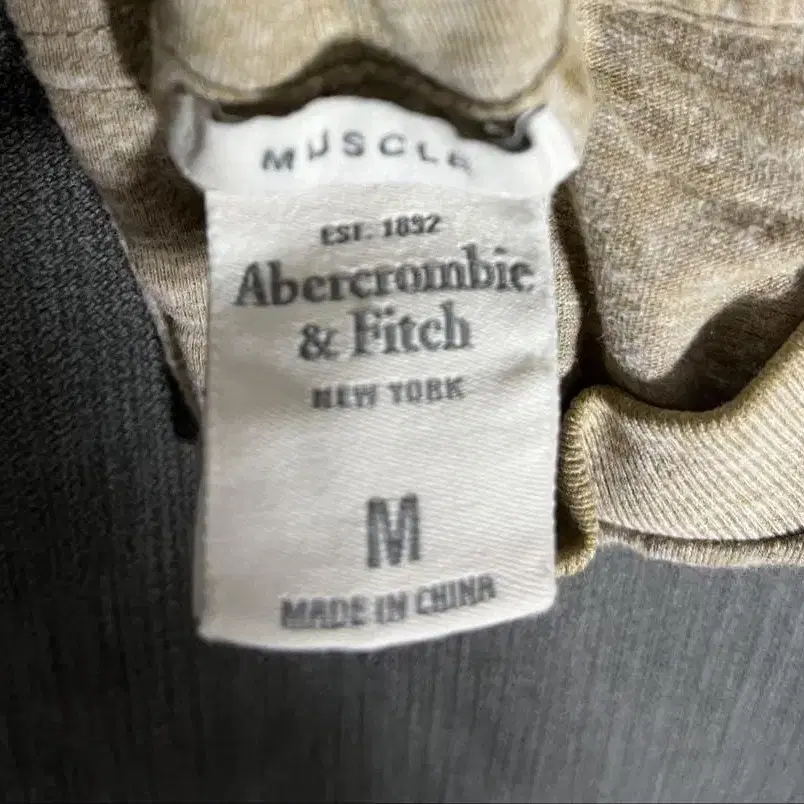 MUSCLE
EST. 1892
Abercrombie
& Fitch
NEW YORK
M
MADE IN CHINA